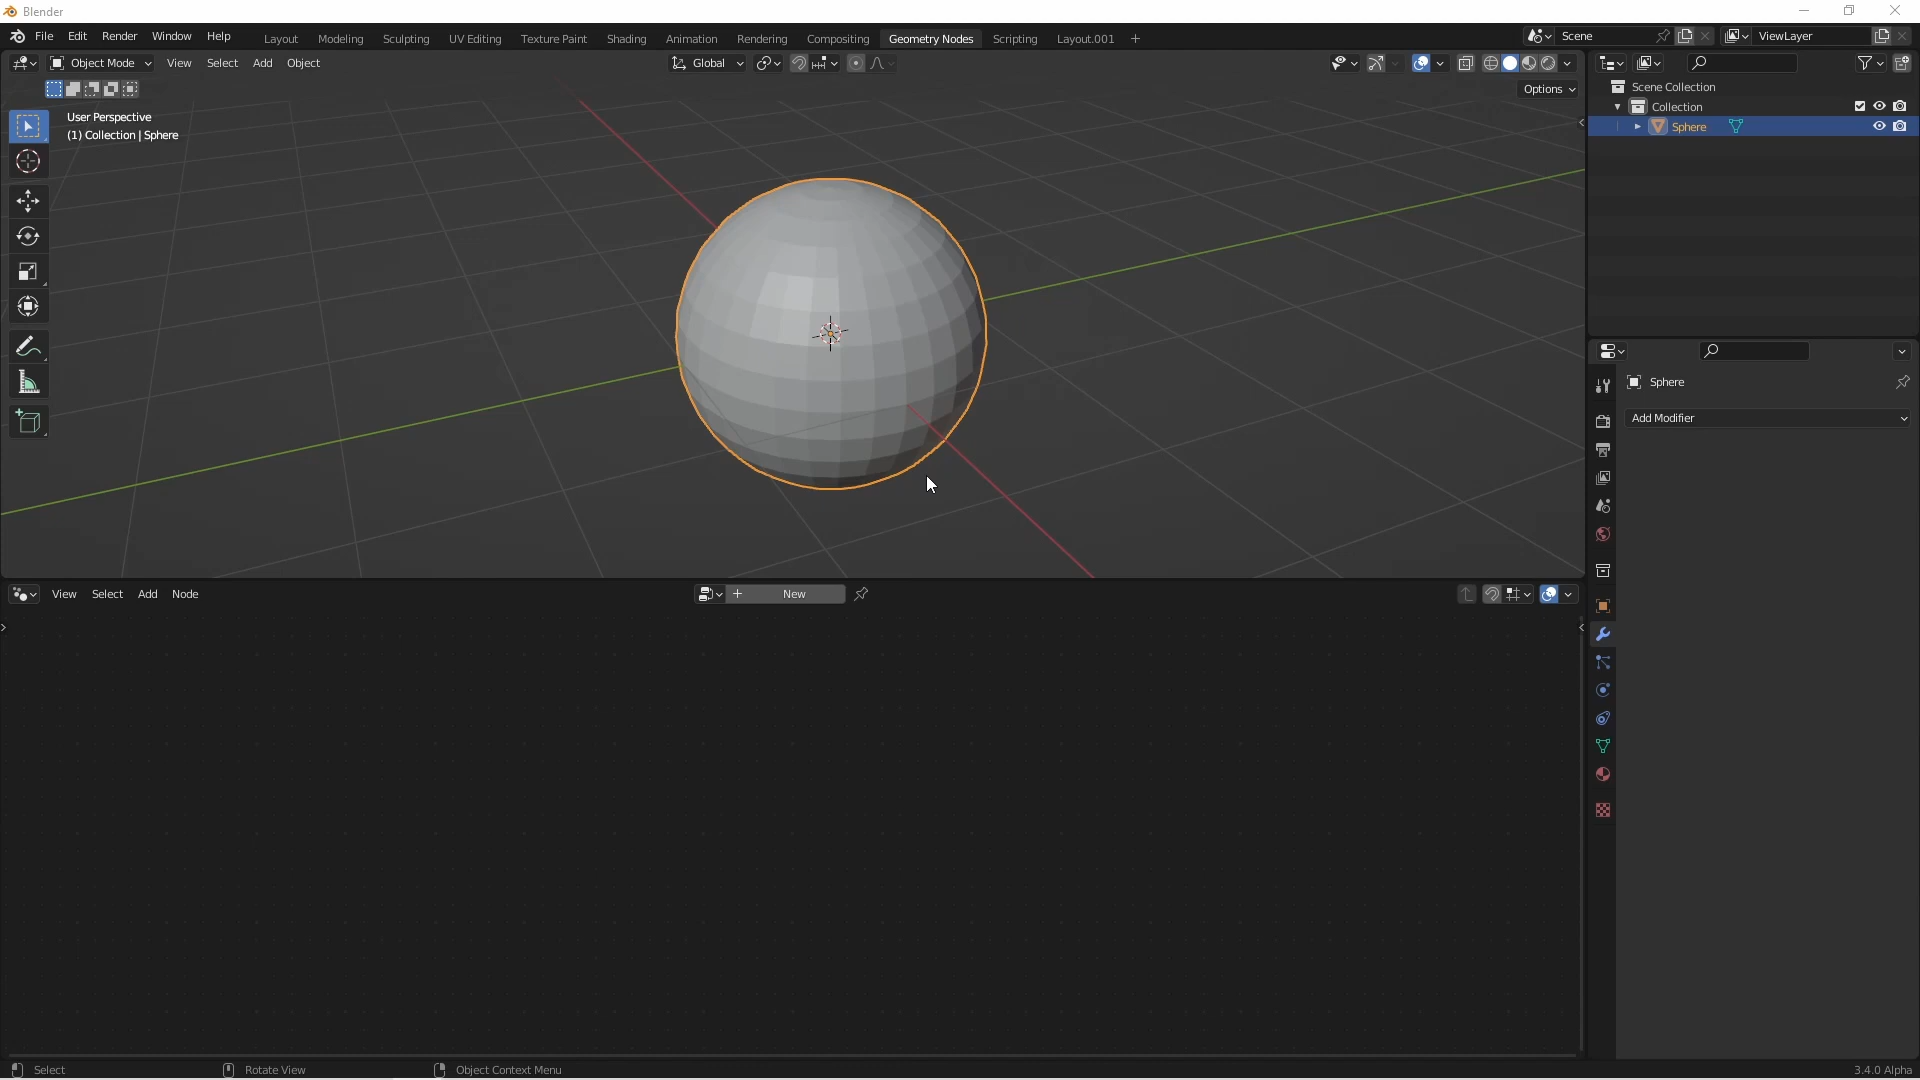 Blender
File Edit Render Window Help
Layout Modeling Sculpting UV Editing Texture Paint Shading Animation Rendering Compositing Geometry Nodes Scripting Layout.001 +
Scene
ViewLayer
Object Mode View Select Add Object
Global
Options
User Perspective
(1) Collection | Sphere
Scene Collection
Collection
Sphere
Sphere
Add Modifier
View Select Add Node
+ New
Select
Rotate View
Object Context Menu
3.4.0 Alpha